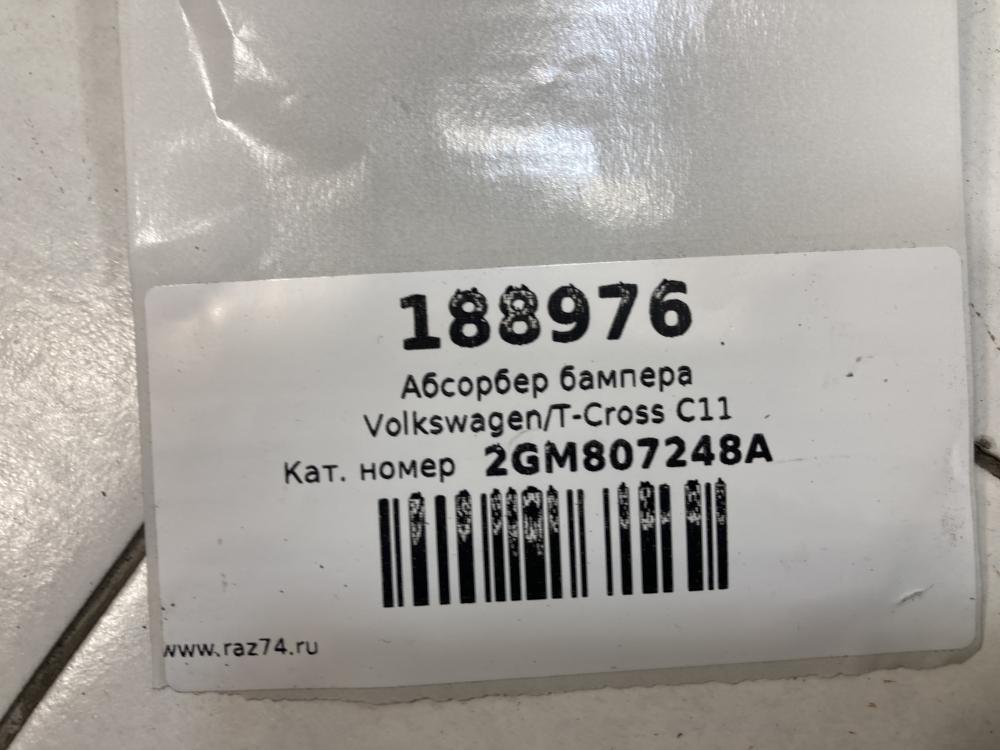 188976
Абсорбер бампера
Volkswagen/T-Cross C11
Кат. номер 2GM807248A
www.raz74.ru